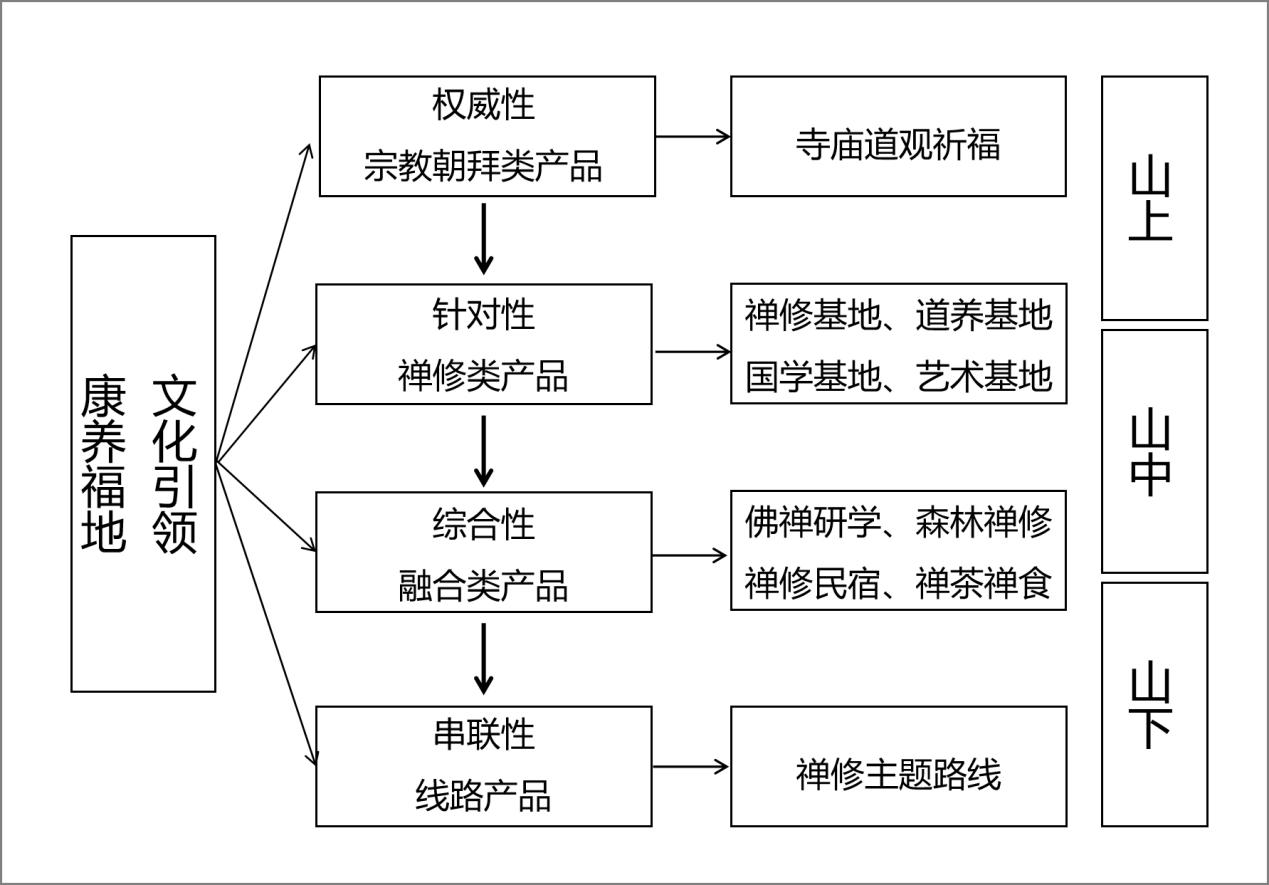 文化引领
康养福地
权威性
宗教朝拜类产品
寺庙道观祈福
针对性
禅修类产品
禅修基地、道养基地
国学基地、艺术基地
综合性
融合类产品
佛禅研学、森林禅修
禅修民宿、禅茶禅食
串联性
线路产品
禅修主题路线
山上
山中
山下